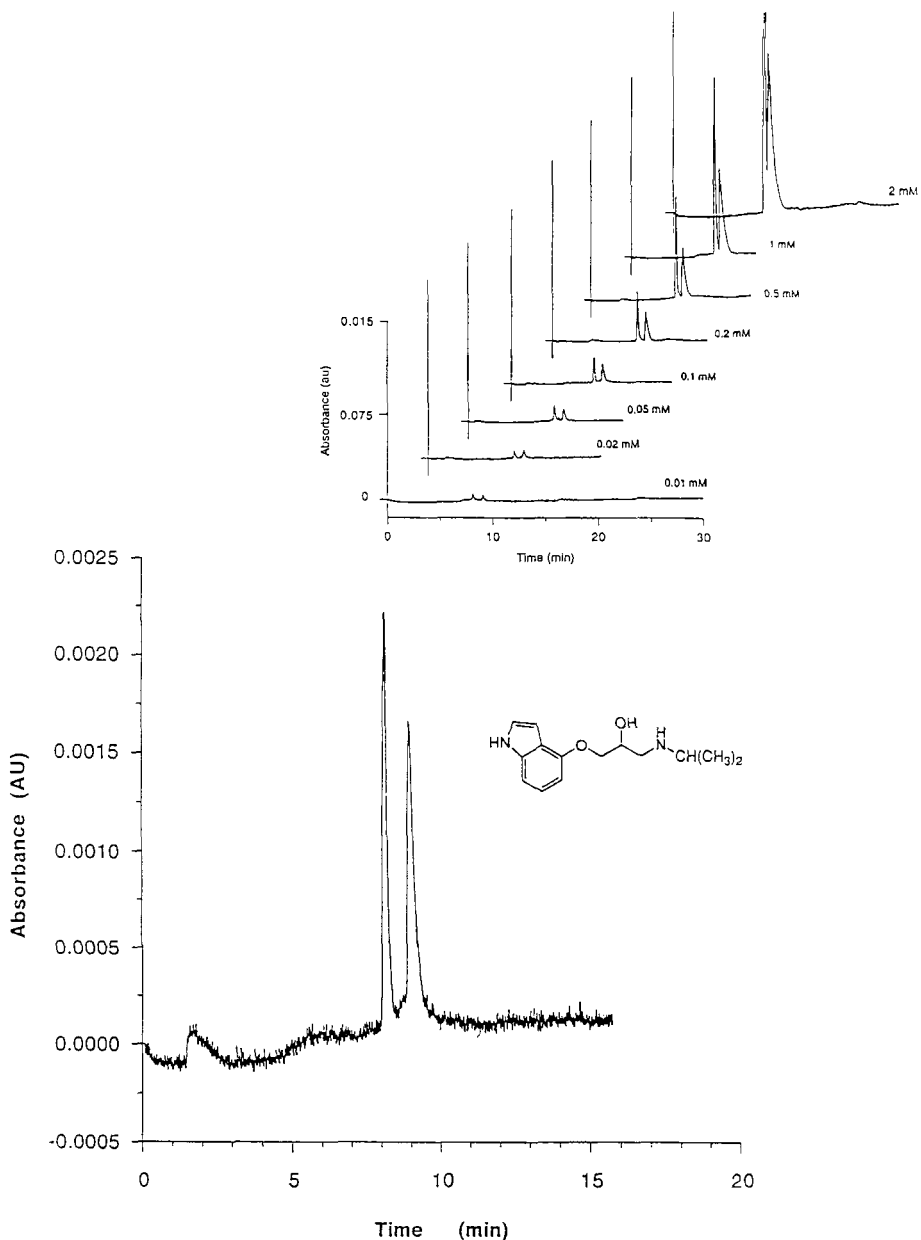 2 mM
1 mM
0.5 mM
0.2 mM
0.1 mM
0.05 mM
0.02 mM
0.01 mM
0.015
0.075
0
Absorbance (au)
0 10 20 30
Time (min)
0.0025
0.0020
0.0015
0.0010
0.0005
0.0000
-0.0005
Absorbance (AU)
OH
H
HN O N CH(CH3)2
0 5 10 15 20
Time (min)